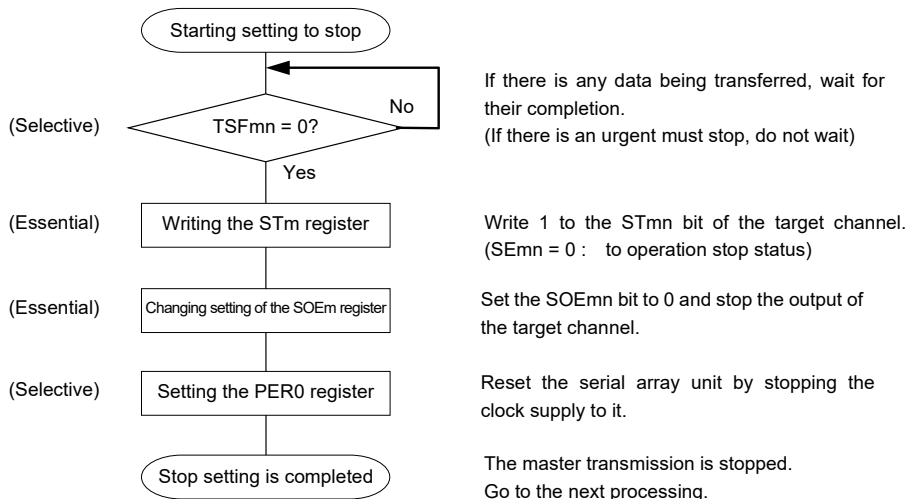 Starting setting to stop
(Selective)
TSFmn = 0?
No
Yes
If there is any data being transferred, wait for
their completion.
(If there is an urgent must stop, do not wait)
(Essential)
Writing the STm register
Write 1 to the STmn bit of the target channel.
(SEmn = 0 : to operation stop status)
(Essential)
Changing setting of the SOEm register
Set the SOEmn bit to 0 and stop the output of
the target channel.
(Selective)
Setting the PER0 register
Reset the serial array unit by stopping the
clock supply to it.
Stop setting is completed
The master transmission is stopped.
Go to the next processing.